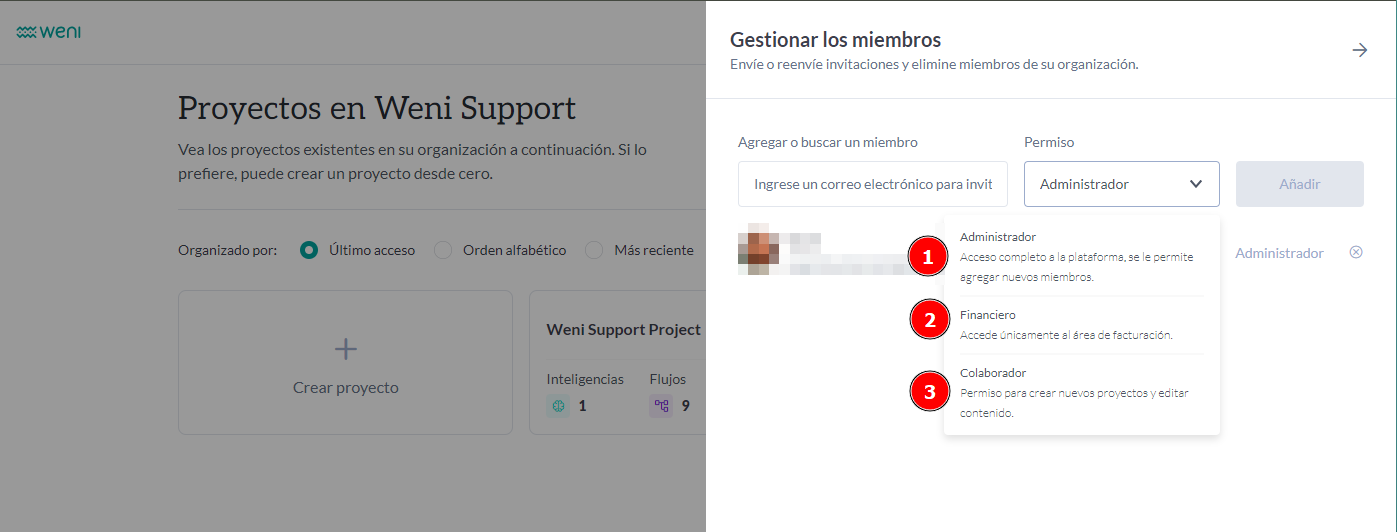 weni
Proyectos en Weni Support
Vea los proyectos existentes en su organización a continuación. Si lo
prefiere, puede crear un proyecto desde cero.
Organizado por:
Último acceso
Orden alfabético
Más reciente
Crear proyecto
Weni Support Project
Inteligencias
Flujos
1
9
Gestionar los miembros
Envíe o reenvíe invitaciones y elimine miembros de su organización.
Agregar o buscar un miembro
Permiso
Ingrese un correo electrónico para invit
Administrador
Añadir
1
Administrador
Acceso completo a la plataforma, se le permite
agregar nuevos miembros.
2
Financiero
Accede únicamente al área de facturación.
3
Colaborador
Permiso para crear nuevos proyectos y editar
contenido.
Administrador